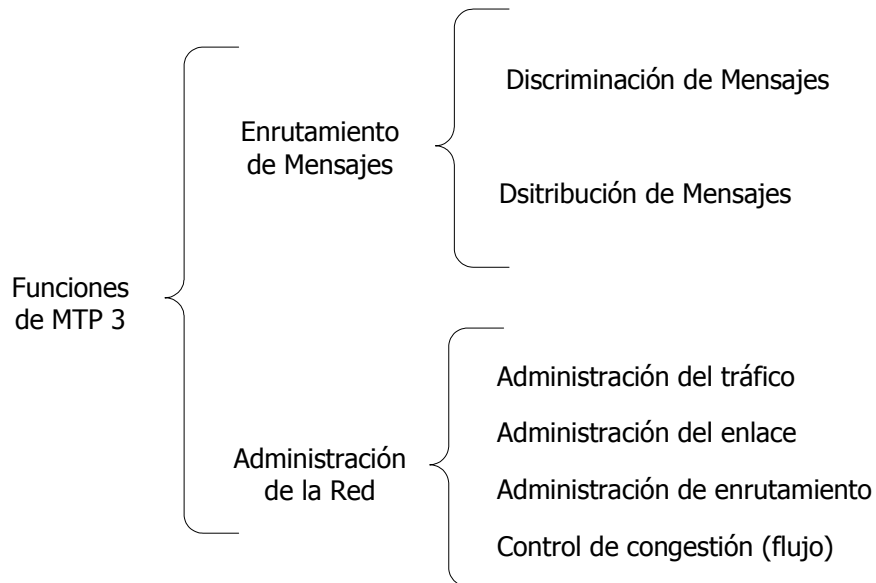 Funciones
de MTP 3
Enrutamiento
de Mensajes
Discriminación de Mensajes
Dsitribución de Mensajes
Administración
de la Red
Administración del tráfico
Administración del enlace
Administración de enrutamiento
Control de congestión (flujo)